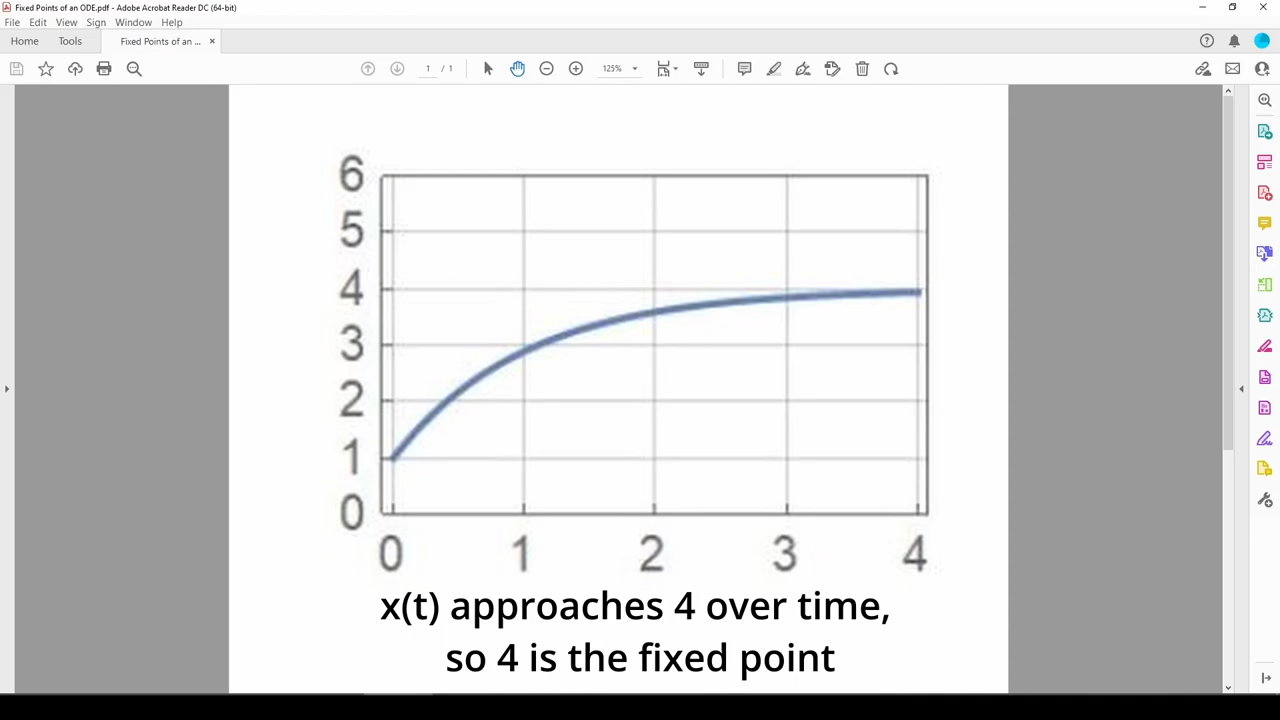 Fixed Points of an ODE.pdf - Adobe Acrobat Reader DC (64-bit)
File Edit View Sign Window Help
Home Tools Fixed Points of an ...
1 / 1 125%
6
5
4
3
2
1
0
0 1 2 3 4
x(t) approaches 4 over time,
so 4 is the fixed point